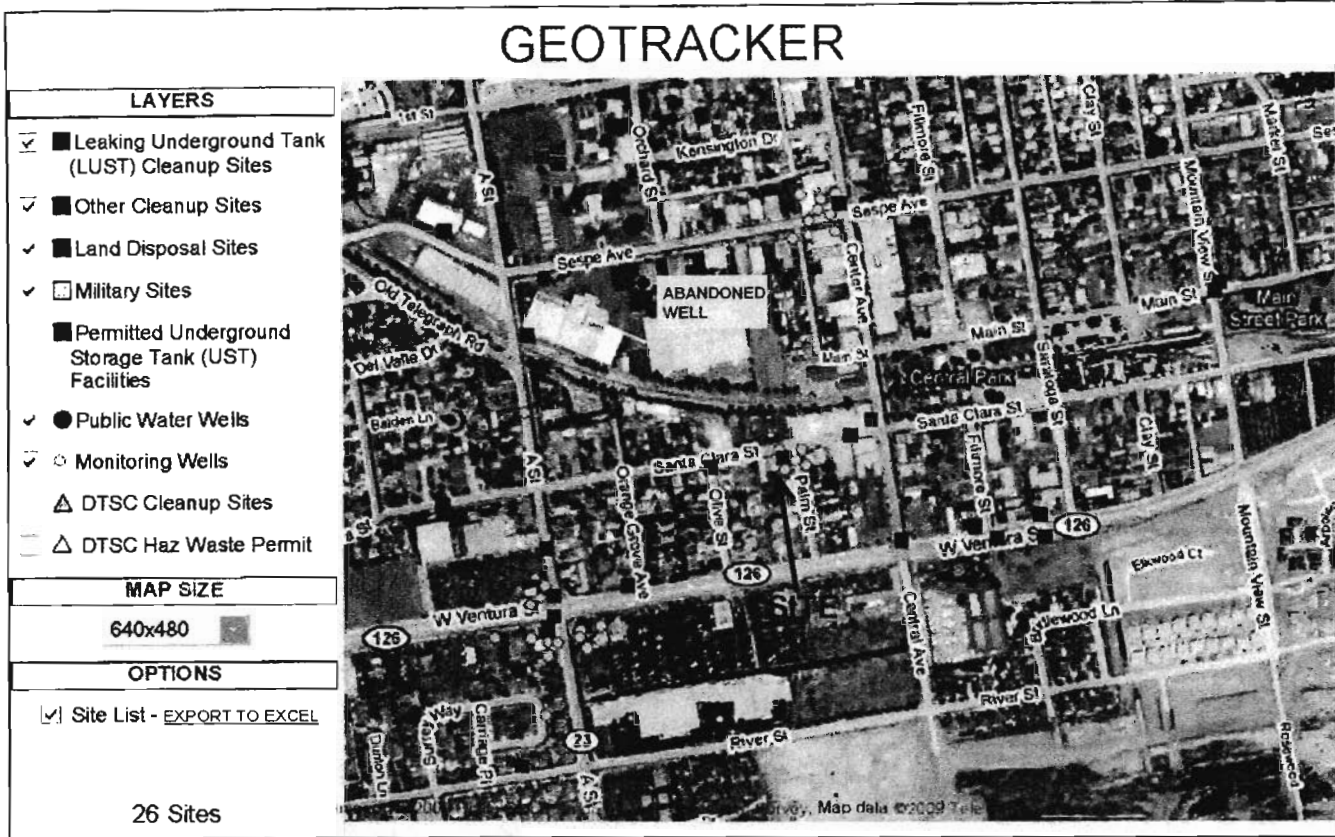 GEOTRACKER
LAYERS
Leaking Underground Tank
(LUST) Cleanup Sites
Other Cleanup Sites
Land Disposal Sites
Military Sites
Permitted Underground
Storage Tank (UST)
Facilities
Public Water Wells
Monitoring Wells
DTSC Cleanup Sites
DTSC Haz Waste Permit
MAP SIZE
640x480
OPTIONS
Site List - EXPORT TO EXCEL
26 Sites
1st St
A St
Orchard St
Kensington Dr
Fillmore St
Clay St
Mountain View St
Market St
Sespe Ave
Sespe Ave
Center Ave
Old Telegraph Rd
ABANDONED
WELL
Main St
Main St
Main St
Main
Street Park
Del Valle Dr
Central Park
Saratoga St
Balden Ln
Santa Clara St
Santa Clara St
A St
Orange Grove Ave
Olive St
Palm St
Fillmore St
Clay St
W Ventura St
126
126
W Ventura
126
SITE
Mountain View St
Elkwood Ct
Central Ave
River St
River St
Surrey Way
Carriage Pl
Dunton Ln
23
A St
Map data ©2009 Tele